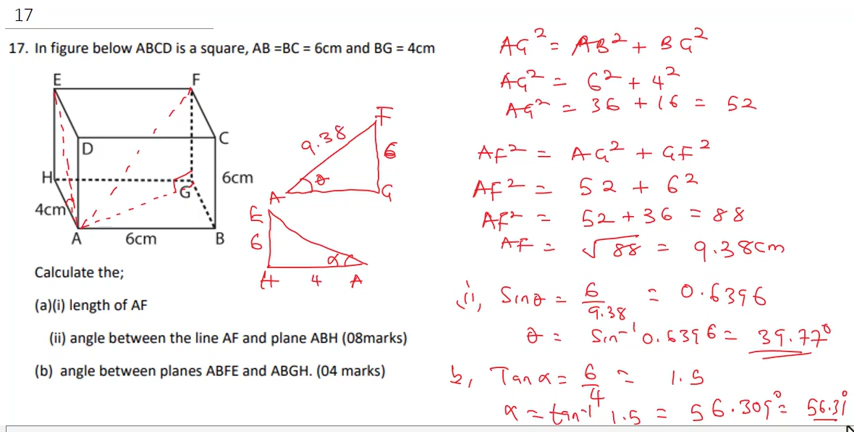 17
17. In figure below ABCD is a square, AB =BC = 6cm and BG = 4cm
E
F
D
C
H
G
6cm
4cm
A
6cm
B
9.38
F
6
θ
A
G
E
6
α
H
4
A
Calculate the;
(a)(i) length of AF
(ii) angle between the line AF and plane ABH (08marks)
(b) angle between planes ABFE and ABGH. (04 marks)
AG² = AB² + BG²
AG² = 6² + 4²
AG² = 36 + 16 = 52
AF² = AG² + GF²
AF² = 52 + 6²
AF² = 52 + 36 = 88
AF = √88 = 9.38cm
(ii, Sinθ = 6/9.38 = 0.6396
θ = Sin⁻¹ 0.6396 = 39.77°
b, Tanα = 6/4 = 1.5
α = tan⁻¹ 1.5 = 56.309° = 56.31°